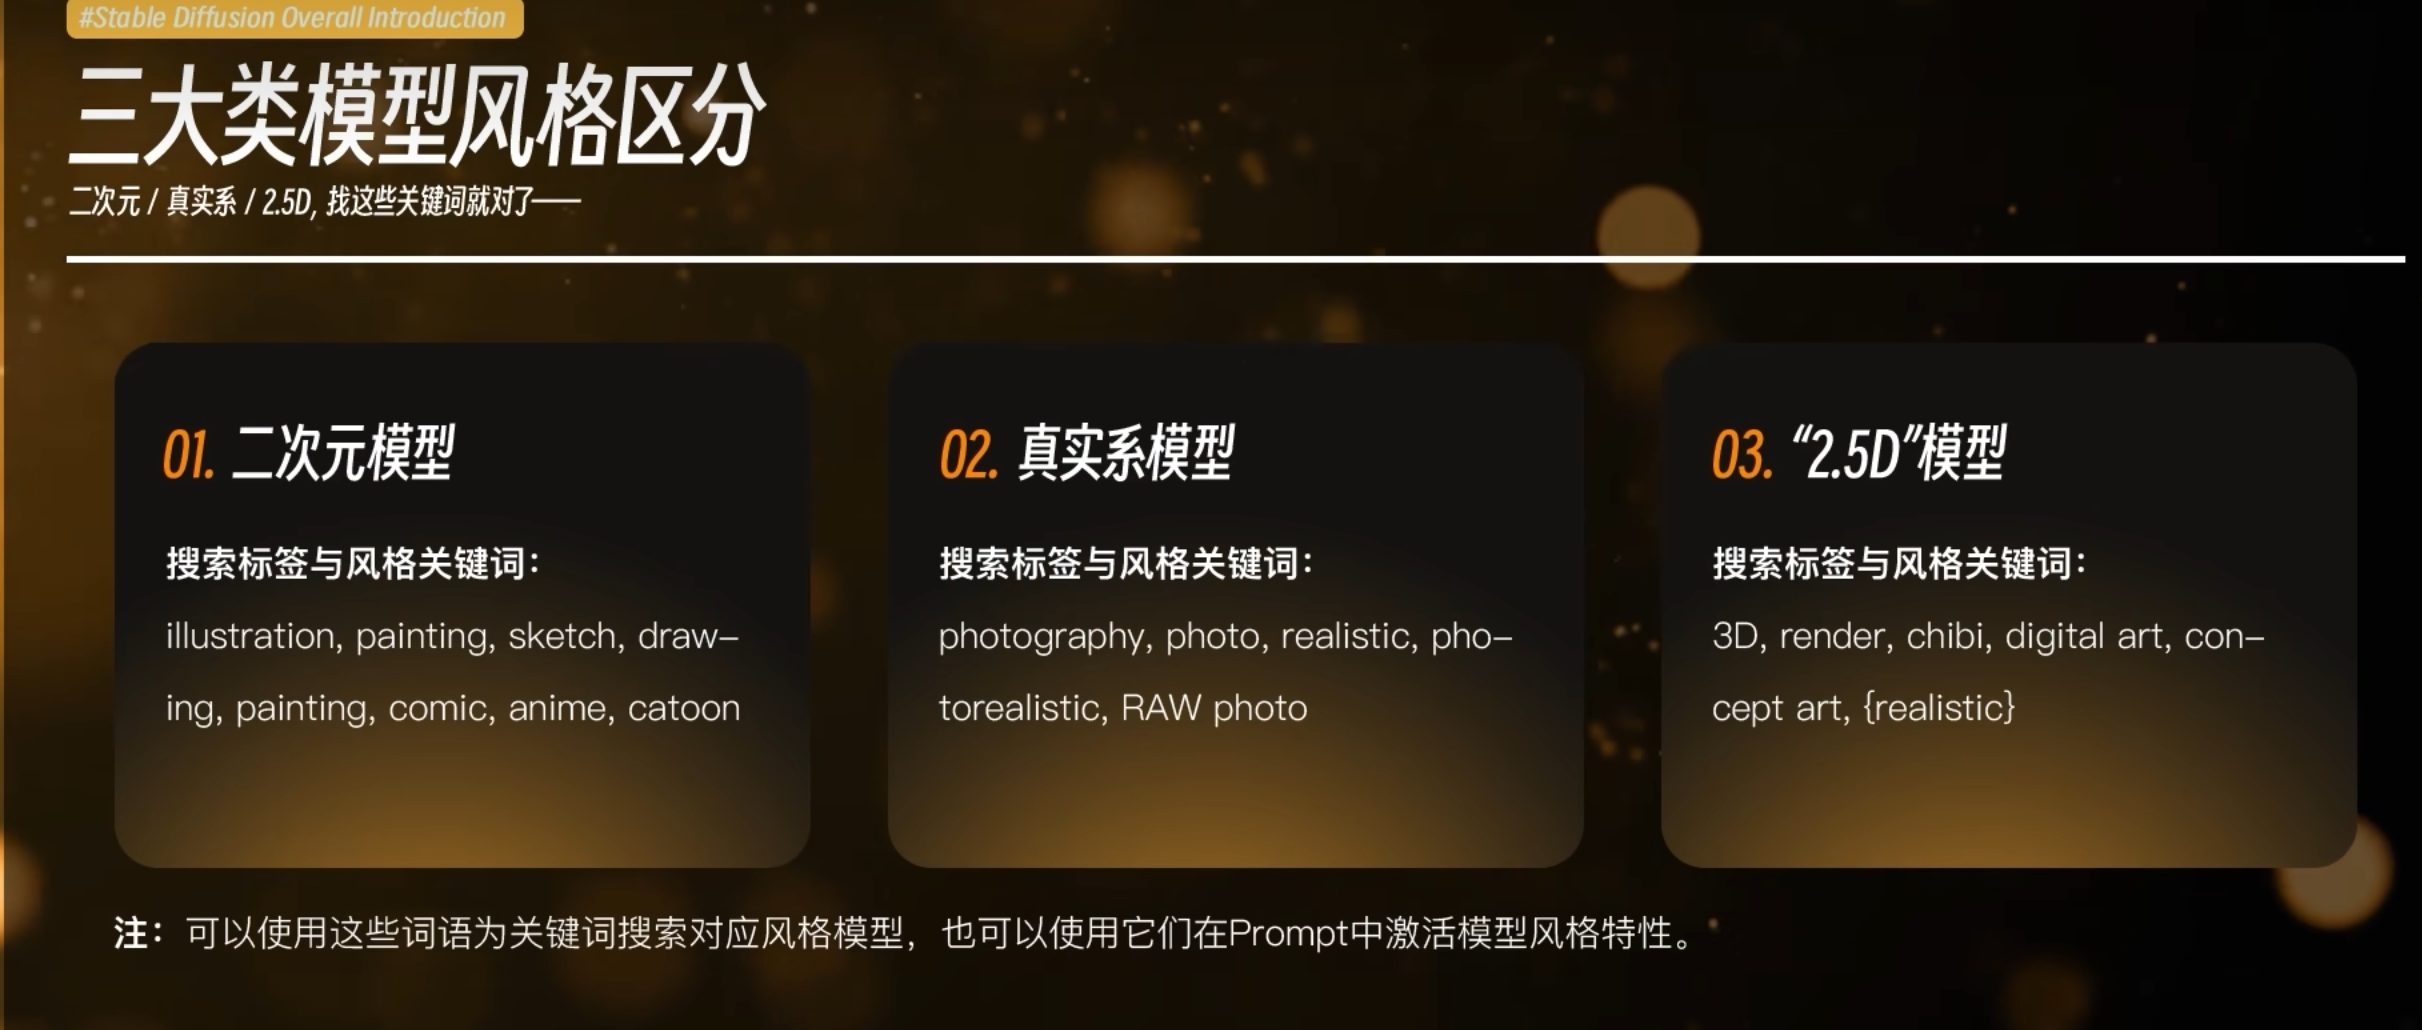 #Stable Diffusion Overall Introduction
三大类模型风格区分
二次元 / 真实系 / 2.5D, 找这些关键词就对了——
01. 二次元模型
搜索标签与风格关键词：
illustration, painting, sketch, draw–
ing, painting, comic, anime, catoon
02. 真实系模型
搜索标签与风格关键词：
photography, photo, realistic, pho–
torealistic, RAW photo
03. “2.5D”模型
搜索标签与风格关键词：
3D, render, chibi, digital art, con–
cept art, {realistic}
注：可以使用这些词语为关键词搜索对应风格模型，也可以使用它们在Prompt中激活模型风格特性。